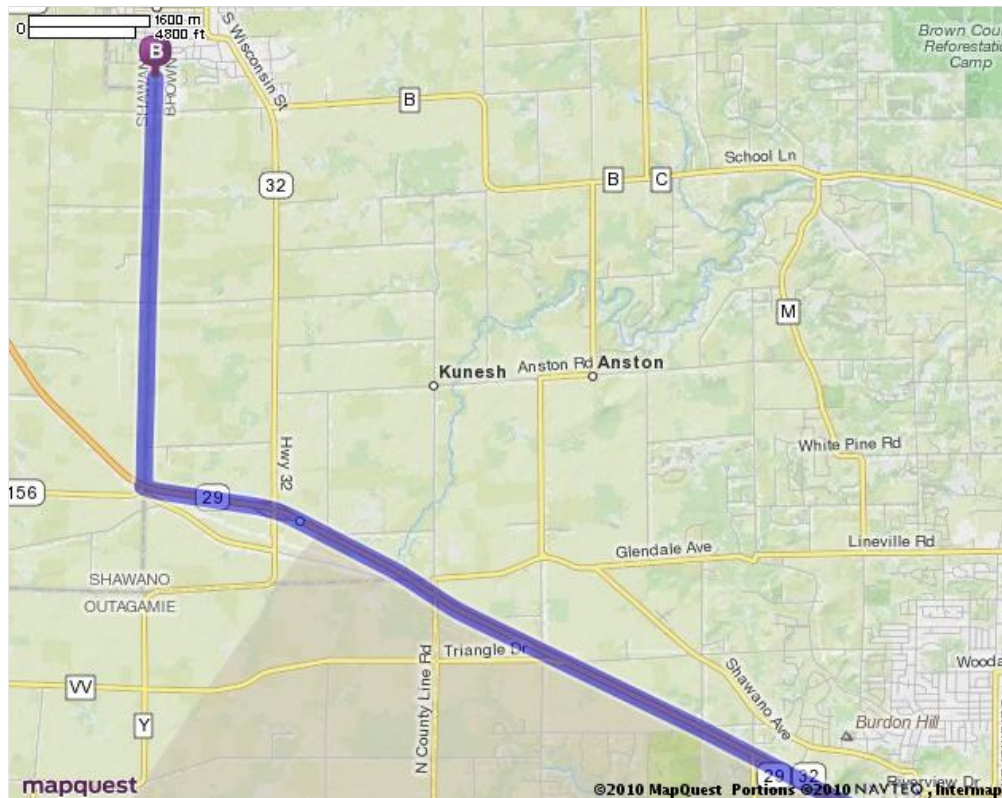 0
1600 m
4800 ft
B
SHAWANO
BROWN
S Wisconsin St
B
32
Brown Cou
Reforestatio
Camp
School Ln
B
C
M
Kunesh
Anston Rd
Anston
White Pine Rd
Hwy 32
156
29
Glendale Ave
Lineville Rd
SHAWANO
OUTAGAMIE
Triangle Dr
N County Line Rd
VV
Y
Shawano Ave
Wooda
Burdon Hill
29
32
Riverview Dr
mapquest
©2010 MapQuest Portions ©2010 NAVTEQ, Intermap